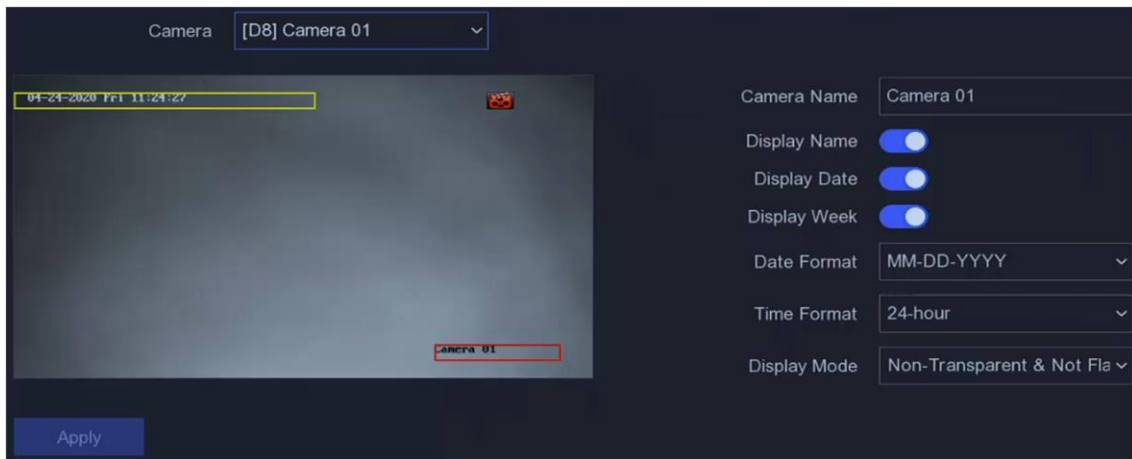 Camera [D8] Camera 01
04-24-2020 Fri 11:24:27
Camera 01
Camera Name Camera 01
Display Name
Display Date
Display Week
Date Format MM-DD-YYYY
Time Format 24-hour
Display Mode Non-Transparent & Not Fla
Apply